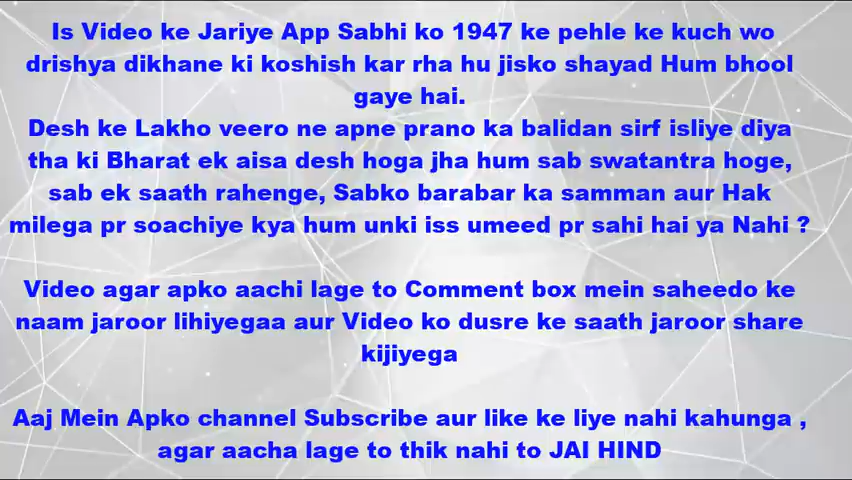 Is Video ke Jariye App Sabhi ko 1947 ke pehle ke kuch wo
drishya dikhane ki koshish kar rha hu jisko shayad Hum bhool
gaye hai.
Desh ke Lakho veero ne apne prano ka balidan sirf isliye diya
tha ki Bharat ek aisa desh hoga jha hum sab swatantra hoge,
sab ek saath rahenge, Sabko barabar ka samman aur Hak
milega pr soachiye kya hum unki iss umeed pr sahi hai ya Nahi ?
Video agar apko aachi lage to Comment box mein saheedo ke
naam jaroor lihiyegaa aur Video ko dusre ke saath jaroor share
kijiyega
Aaj Mein Apko channel Subscribe aur like ke liye nahi kahunga ,
agar aacha lage to thik nahi to JAI HIND